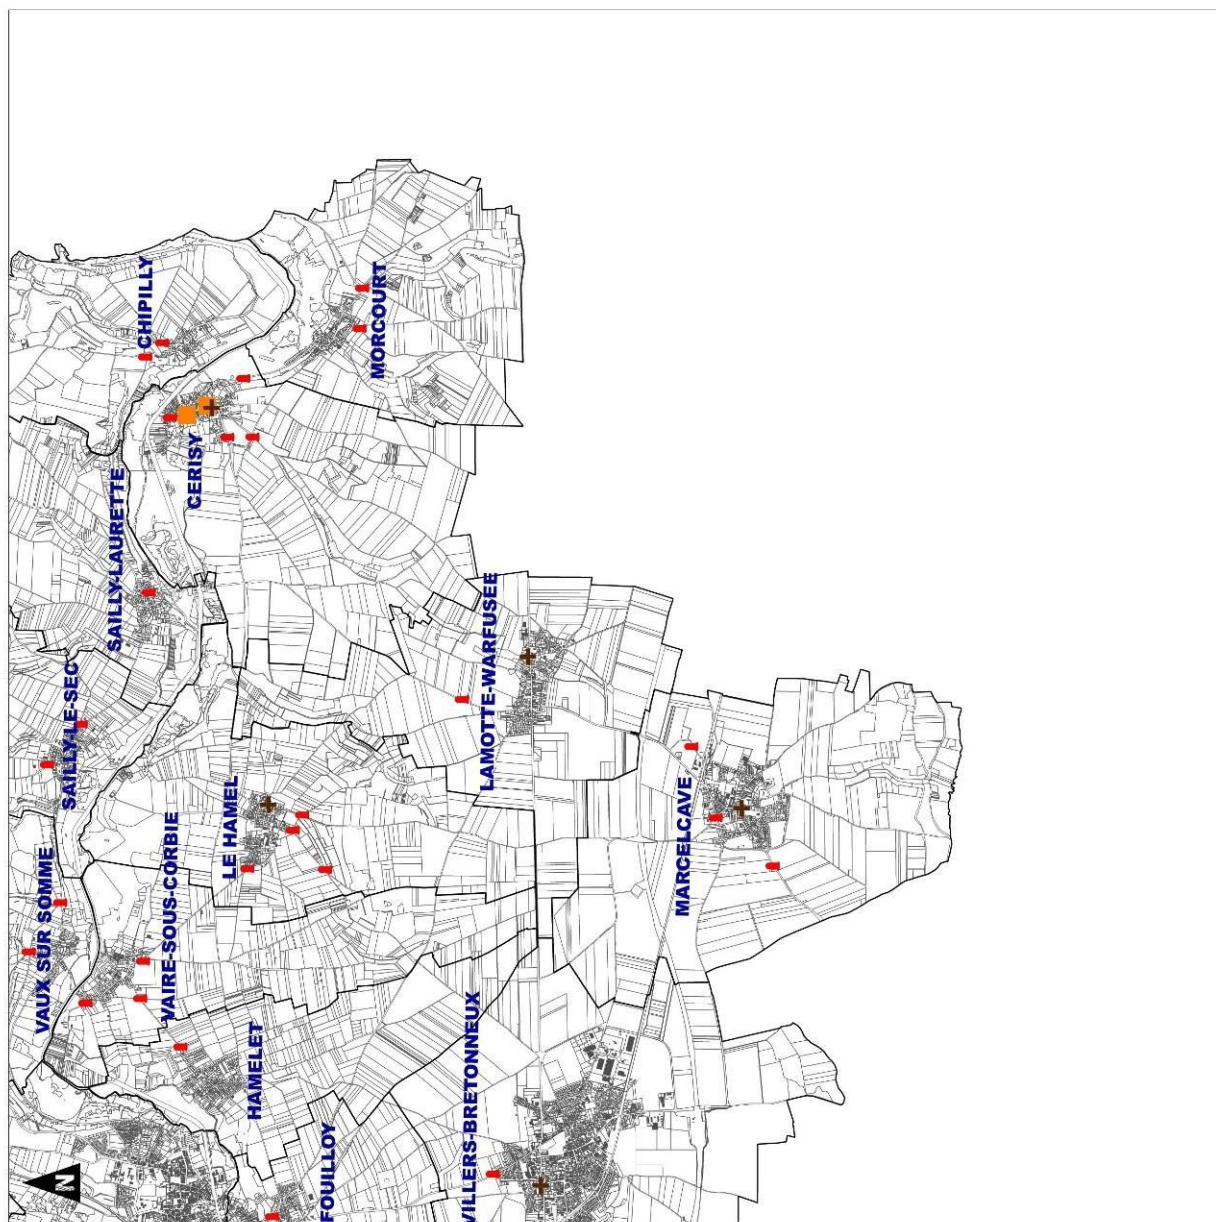 CHIPILLY
MORCOURT
CERISY
SAILLY-LAURETTE
LAMOTTE-WARFUSEE
SAILLY-LE-SEC
LE HAMEL
MARCELCAVE
VAIRE-SOUS-CORBIE
VAUX SUR SOMME
VILLERS-BRETONNEUX
HAMELET
FOUILLOY
N